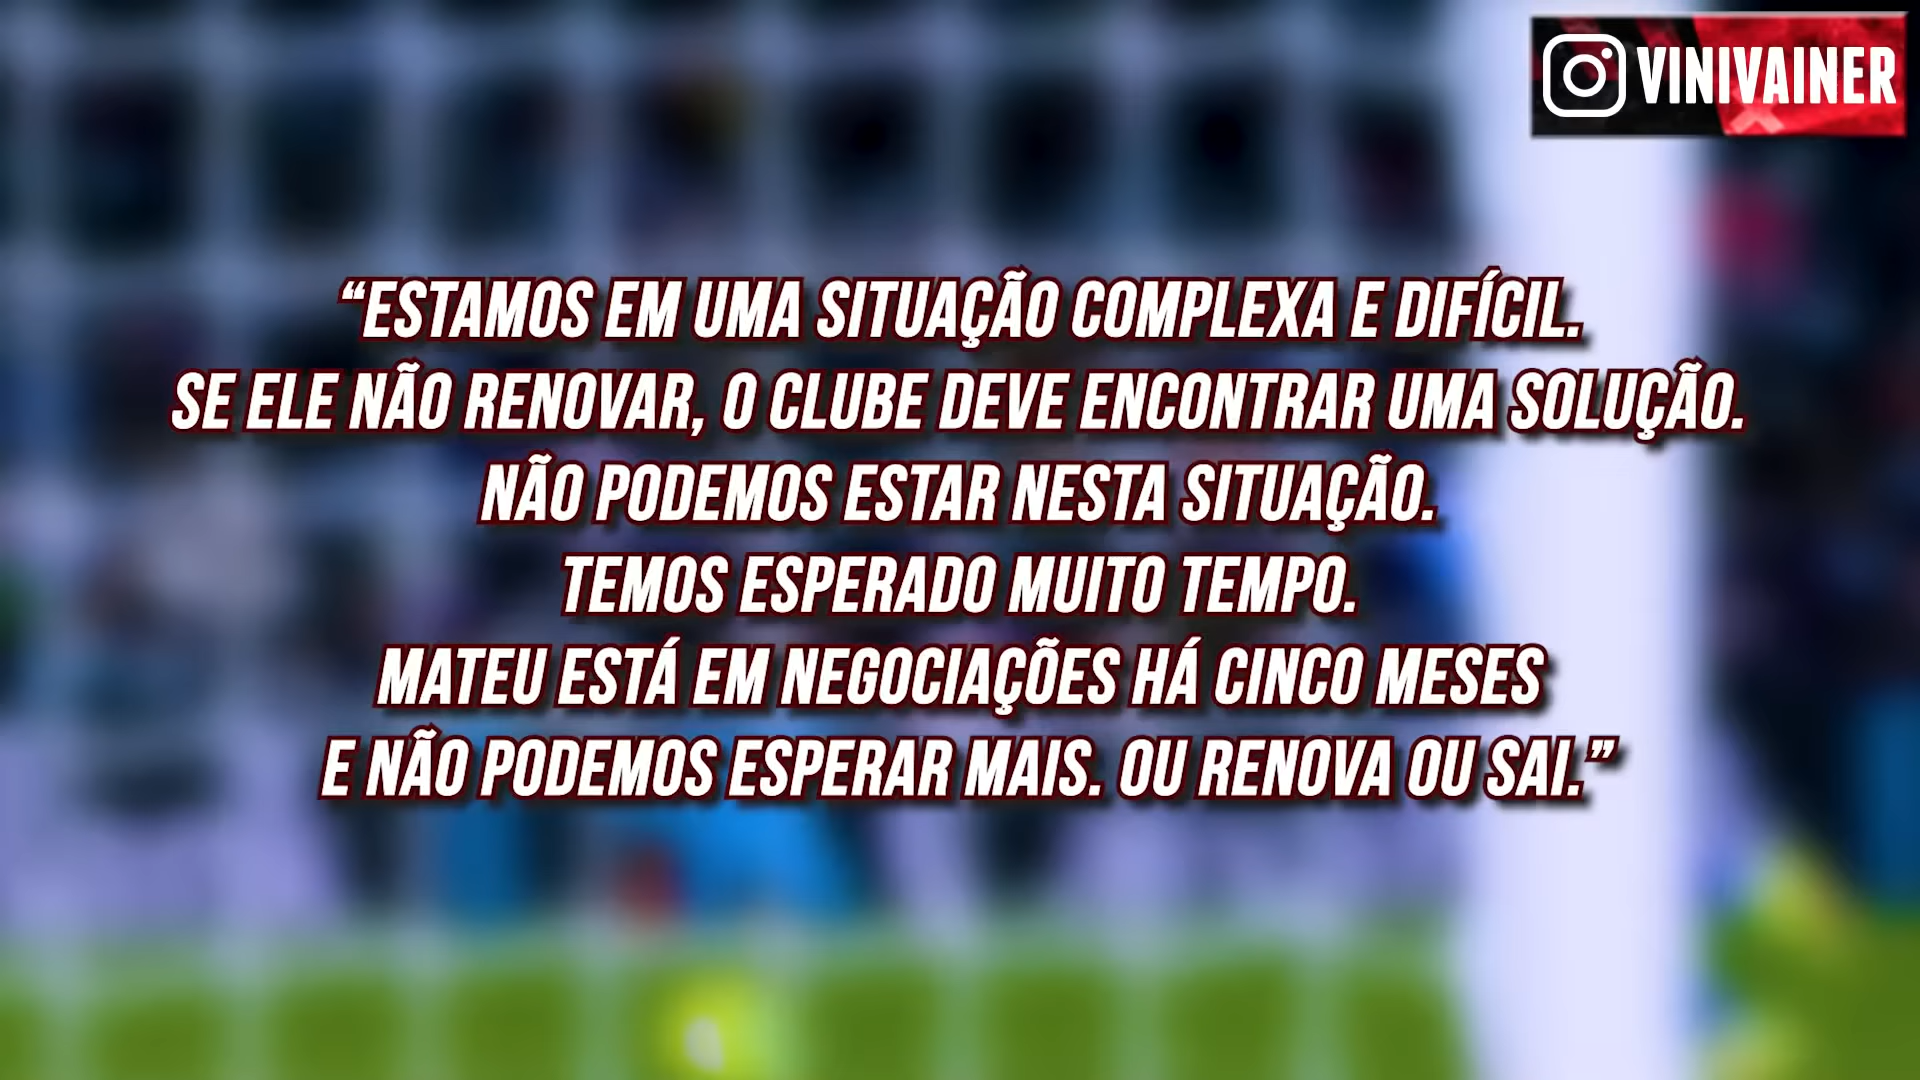 VINIVAINER
“ESTAMOS EM UMA SITUAÇÃO COMPLEXA E DIFÍCIL.
SE ELE NÃO RENOVAR, O CLUBE DEVE ENCONTRAR UMA SOLUÇÃO.
NÃO PODEMOS ESTAR NESTA SITUAÇÃO.
TEMOS ESPERADO MUITO TEMPO.
MATEU ESTÁ EM NEGOCIAÇÕES HÁ CINCO MESES
E NÃO PODEMOS ESPERAR MAIS. OU RENOVA OU SAI.”